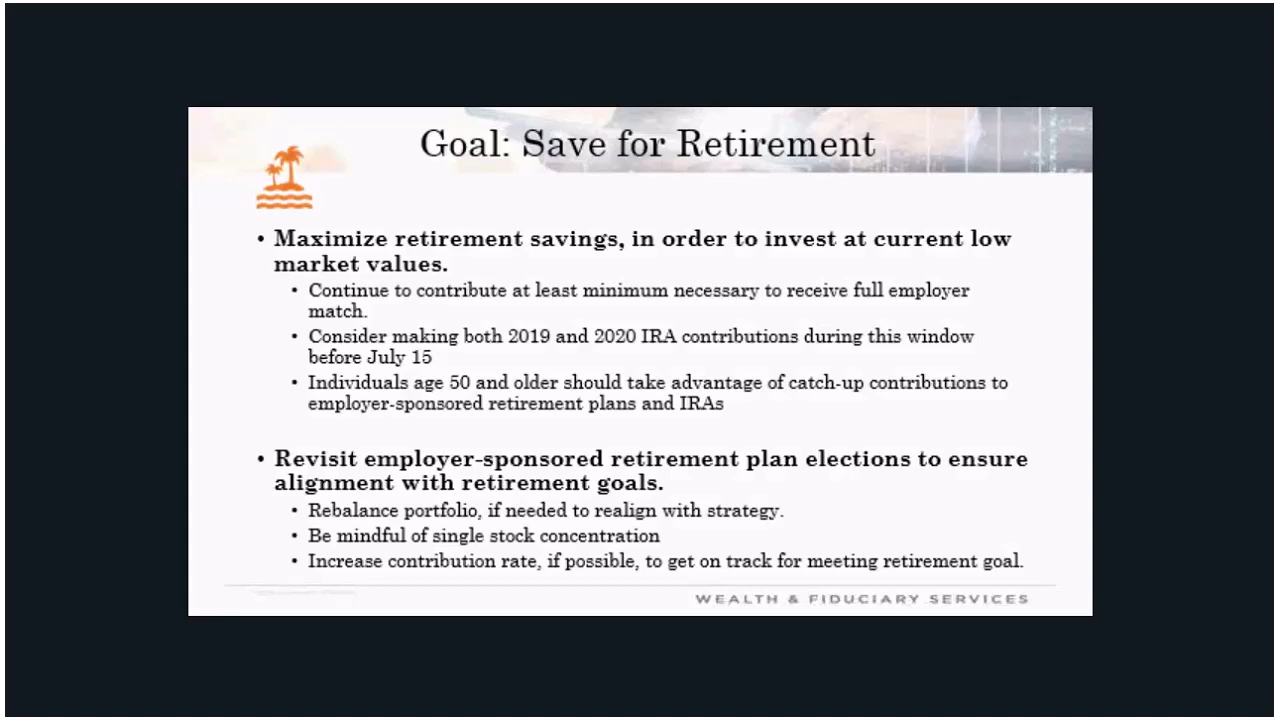 Goal: Save for Retirement
• Maximize retirement savings, in order to invest at current low
market values.
• Continue to contribute at least minimum necessary to receive full employer
match.
• Consider making both 2019 and 2020 IRA contributions during this window
before July 15
• Individuals age 50 and older should take advantage of catch-up contributions to
employer-sponsored retirement plans and IRAs
• Revisit employer-sponsored retirement plan elections to ensure
alignment with retirement goals.
• Rebalance portfolio, if needed to realign with strategy.
• Be mindful of single stock concentration
• Increase contribution rate, if possible, to get on track for meeting retirement goal.
WEALTH & FIDUCIARY SERVICES